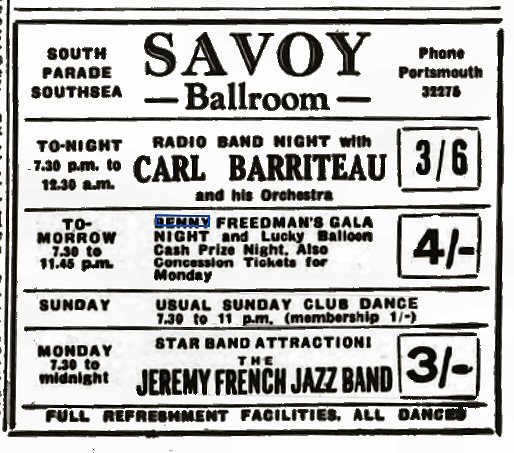 SOUTH
PARADE
SOUTHSEA
SAVOY
— Ballroom —
Phone
Portsmouth
32275
TO-NIGHT
7.30 p.m. to
12.30 a.m.
RADIO BAND NIGHT with
CARL BARRITEAU
and his Orchestra
3/6
TO-
MORROW
7.30 to
11.45 p.m.
BENNY FREEDMAN'S GALA
NIGHT and Lucky Balloon
Cash Prize Night. Also
Concession Tickets for
Monday
4/-
SUNDAY
USUAL SUNDAY CLUB DANCE
7.30 to 11 p.m. (membership 1/-)
MONDAY
7.30 to
midnight
STAR BAND ATTRACTION!
THE
JEREMY FRENCH JAZZ BAND
3/-
FULL REFRESHMENT FACILITIES, ALL DANCES